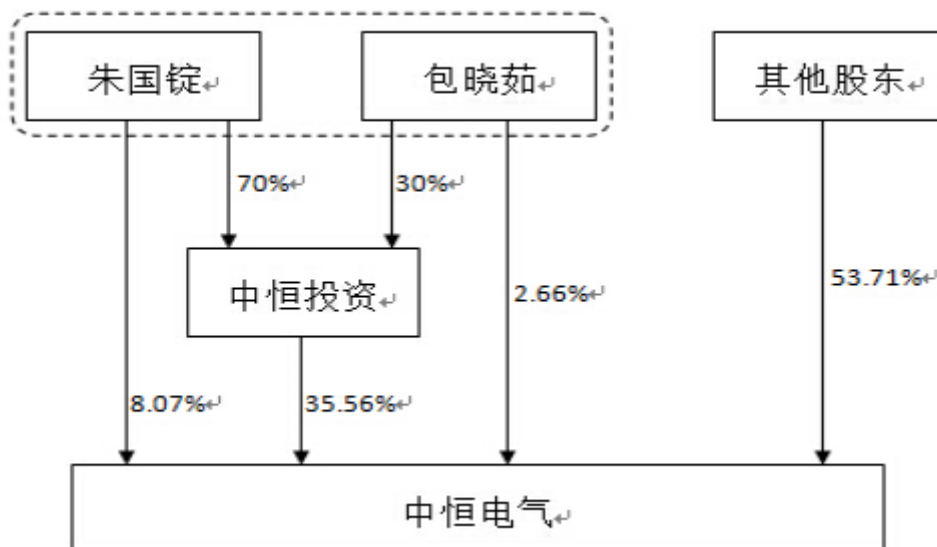 朱国锭
包晓茹
其他股东
70%
30%
中恒投资
2.66%
53.71%
8.07%
35.56%
中恒电气